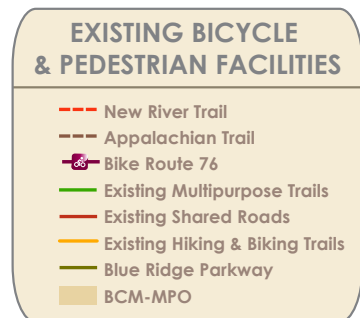 EXISTING BICYCLE
& PEDESTRIAN FACILITIES
New River Trail
Appalachian Trail
Bike Route 76
Existing Multipurpose Trails
Existing Shared Roads
Existing Hiking & Biking Trails
Blue Ridge Parkway
BCM-MPO